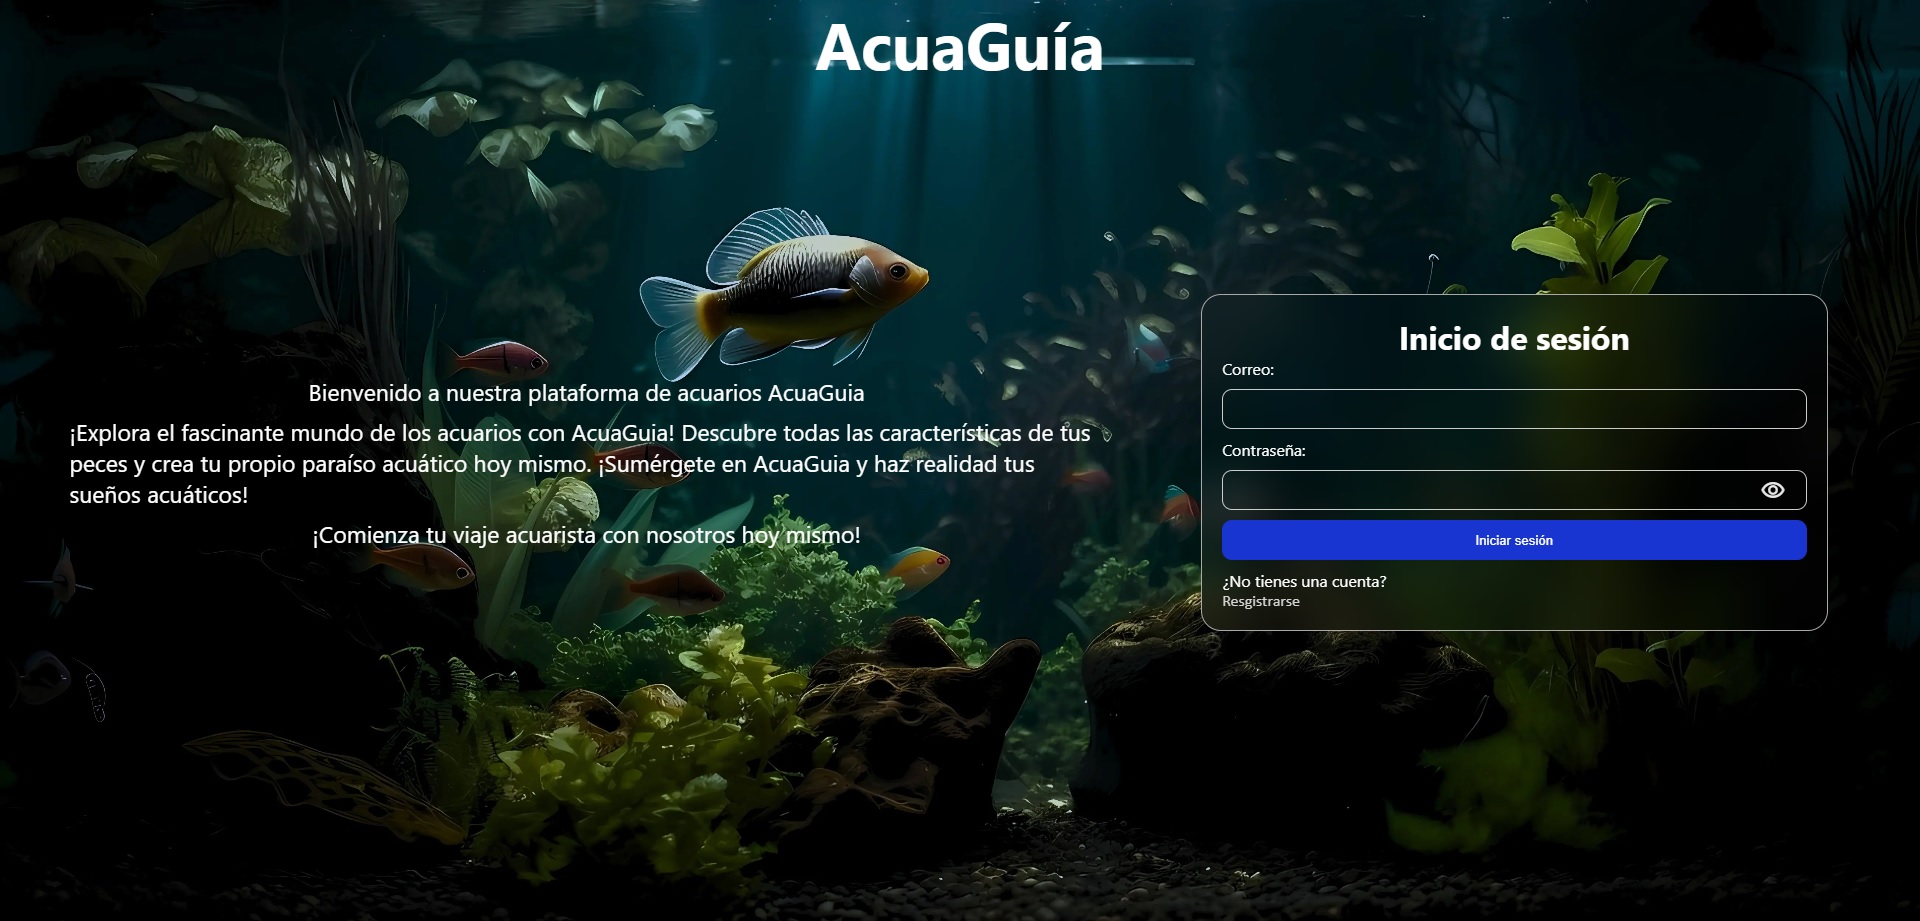 AcuaGuía
Bienvenido a nuestra plataforma de acuarios AcuaGuia
¡Explora el fascinante mundo de los acuarios con AcuaGuia! Descubre todas las características de tus
peces y crea tu propio paraíso acuático hoy mismo. ¡Sumérgete en AcuaGuia y haz realidad tus
sueños acuáticos!
¡Comienza tu viaje acuarista con nosotros hoy mismo!
Inicio de sesión
Correo:
Contraseña:
Iniciar sesión
¿No tienes una cuenta?
Resgistrarse